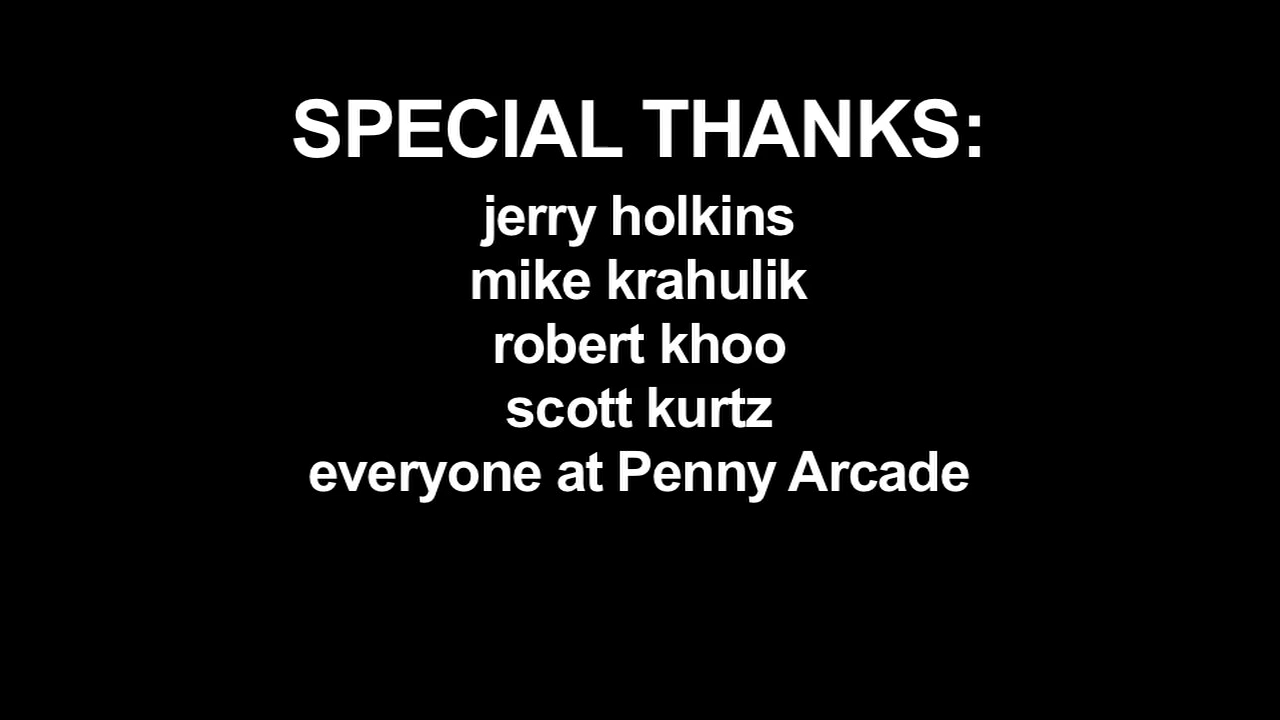 SPECIAL THANKS:
jerry holkins
mike krahulik
robert khoo
scott kurtz
everyone at Penny Arcade